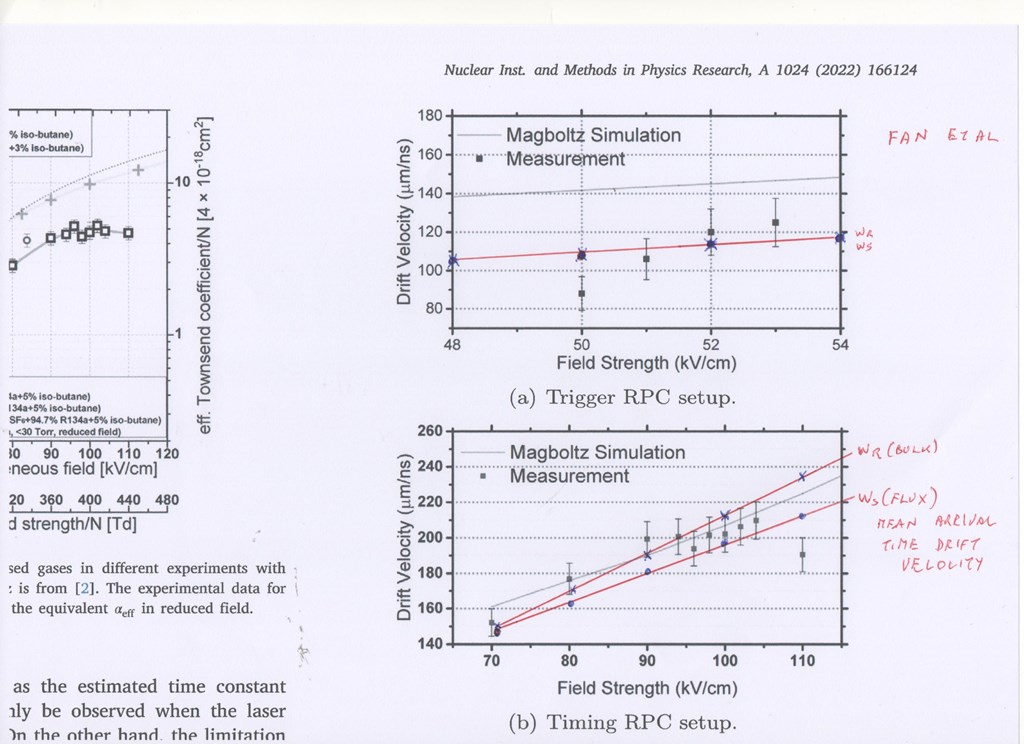 Nuclear Inst. and Methods in Physics Research, A 1024 (2022) 166124
% iso-butane)
+3% iso-butane)
10
1
eff. Townsend coefficient/N [4 × 10⁻¹⁸cm²]
a+5% iso-butane)
134a+5% iso-butane)
SF₆+94.7% R134a+5% iso-butane)
, <30 Torr, reduced field)
80 90 100 110 120
neous field [kV/cm]
20 360 400 440 480
d strength/N [Td]
sed gases in different experiments with
is from [2]. The experimental data for
the equivalent αeff in reduced field.
as the estimated time constant
nly be observed when the laser
On the other hand, the limitation
180
160
140
120
100
80
Drift Velocity (μm/ns)
Magboltz Simulation
Measurement
48 50 52 54
Field Strength (kV/cm)
(a) Trigger RPC setup.
FAN ET AL
WR
WS
260
240
220
200
180
160
140
Drift Velocity (μm/ns)
Magboltz Simulation
Measurement
70 80 90 100 110
Field Strength (kV/cm)
(b) Timing RPC setup.
WR (BULK)
WS (FLUX)
MEAN ARRIVAL
TIME DRIFT
VELOCITY